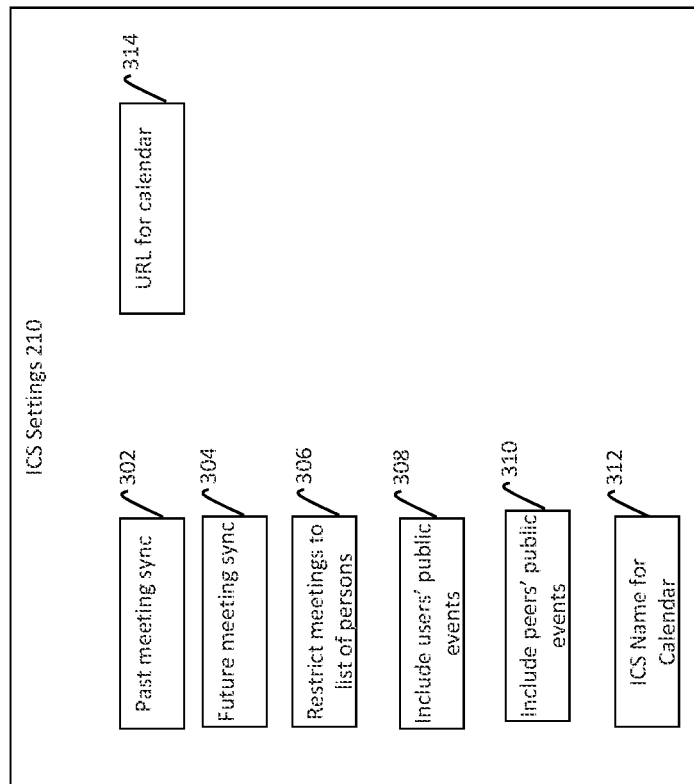 ICS Settings 210
Past meeting sync
302
Future meeting sync
304
Restrict meetings to
list of persons
306
Include users' public
events
308
Include peers' public
events
310
ICS Name for
Calendar
312
URL for calendar
314